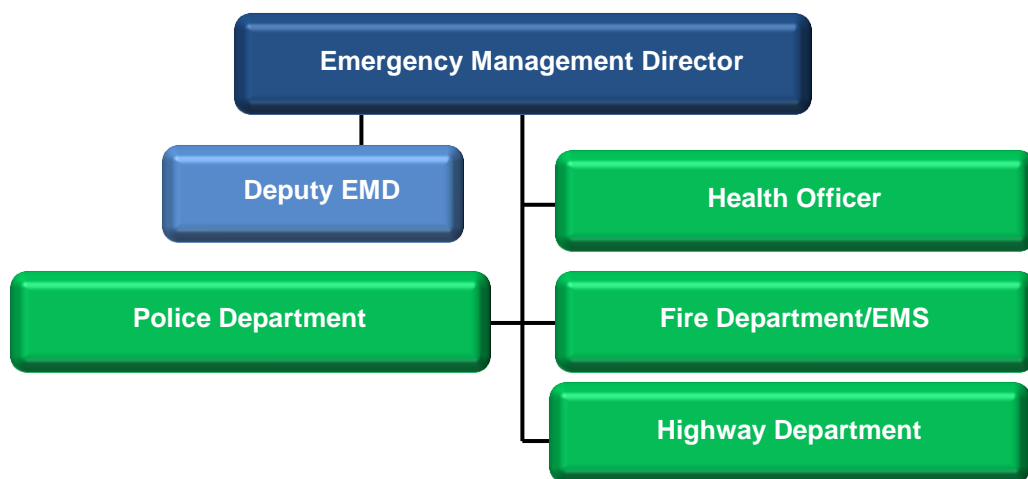 Emergency Management Director
Deputy EMD
Health Officer
Police Department
Fire Department/EMS
Highway Department